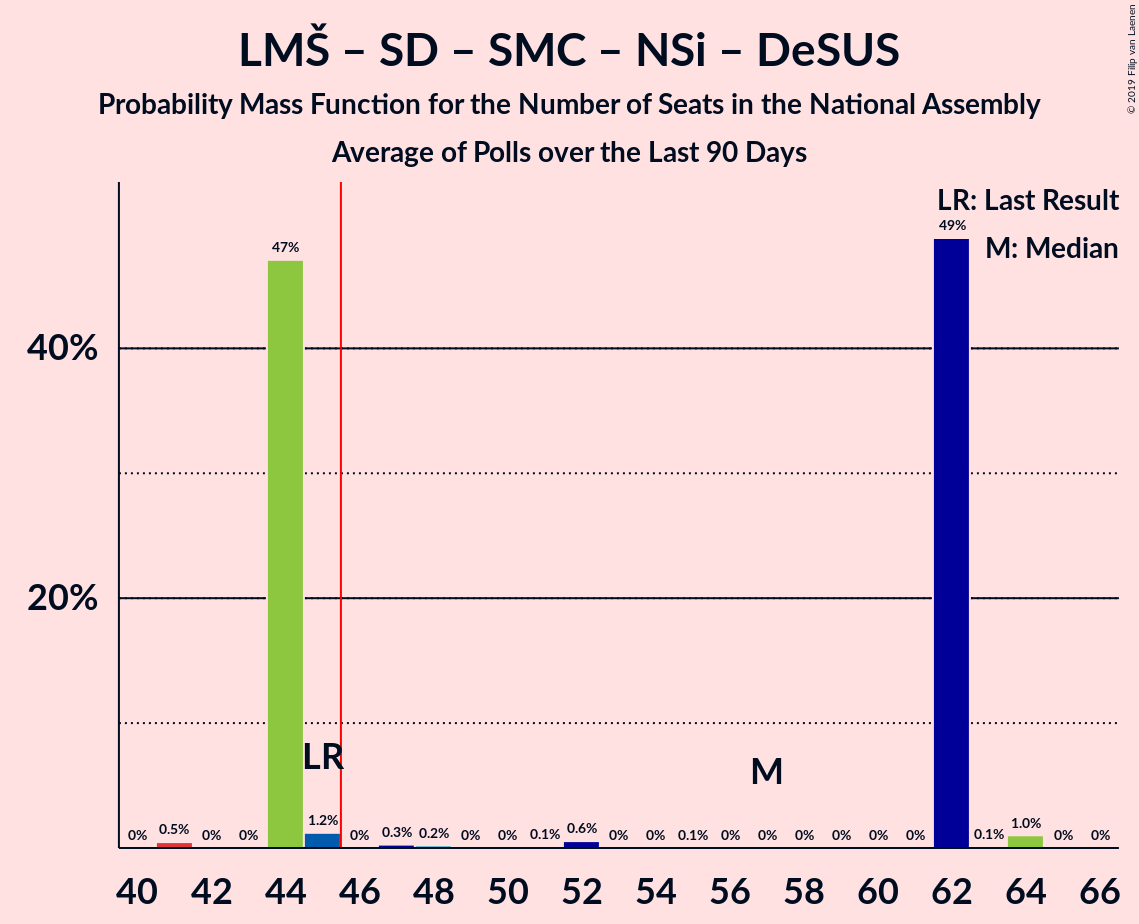 LMŠ – SD – SMC – NSi – DeSUS
Probability Mass Function for the Number of Seats in the National Assembly
Average of Polls over the Last 90 Days
© 2019 Filip van Laenen
LR: Last Result
M: Median
40%
20%
0% 0.5% 0% 0% 47% 1.2% 0% 0.3% 0.2% 0% 0% 0.1% 0.6% 0% 0% 0.1% 0% 0% 0% 0% 0% 0% 49% 0.1% 1.0% 0% 0%
LR
M
40 42 44 46 48 50 52 54 56 58 60 62 64 66